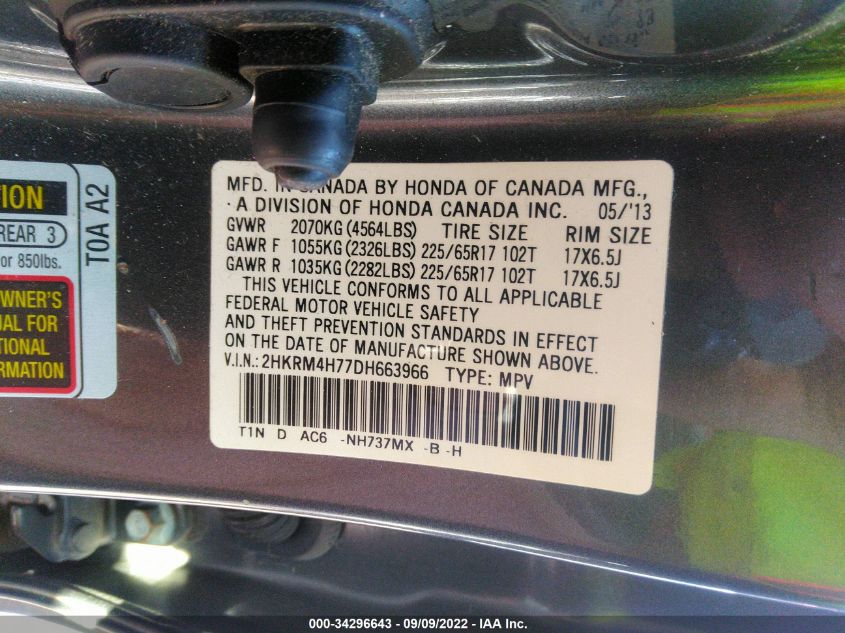 TION
REAR 3
or 850lbs.
OWNER'S
UAL FOR
TIONAL
FORMATION
TOA A2
MFD. IN CANADA BY HONDA OF CANADA MFG.,
A DIVISION OF HONDA CANADA INC. 05/'13
GVWR 2070KG (4564LBS) TIRE SIZE RIM SIZE
GAWR F 1055KG (2326LBS) 225/65R17 102T 17X6.5J
GAWR R 1035KG (2282LBS) 225/65R17 102T 17X6.5J
THIS VEHICLE CONFORMS TO ALL APPLICABLE
FEDERAL MOTOR VEHICLE SAFETY
AND THEFT PREVENTION STANDARDS IN EFFECT
ON THE DATE OF MANUFACTURE SHOWN ABOVE.
V.I.N.: 2HKRM4H77DH663966 TYPE: MPV
T1N D AC6 -NH737MX -B -H
000-34296643 - 09/09/2022 - IAA Inc.